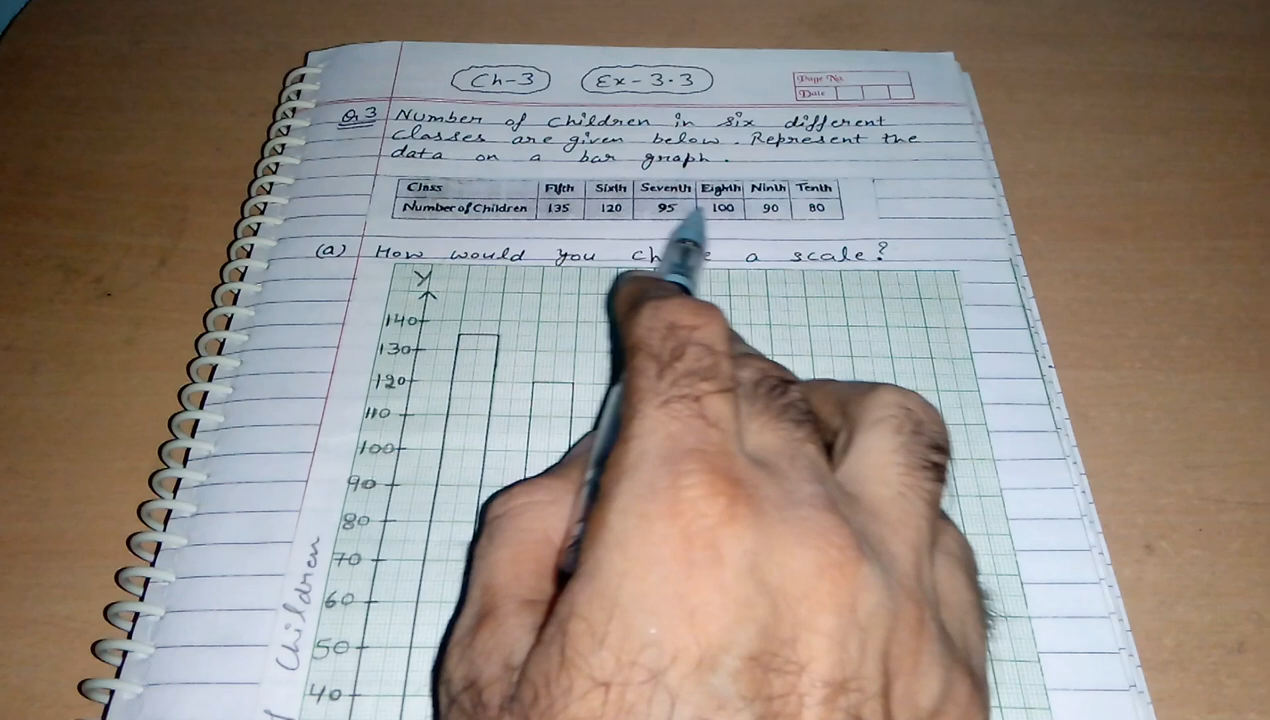 Ch-3 Ex-3.3
Page No.
Date
Q.3 Number of children in six different
classes are given below. Represent the
data on a bar graph.
Class Fifth Sixth Seventh Eighth Ninth Tenth
Number of Children 135 120 95 100 90 80
(a) How would you a scale?
Y
140
130
120
110
100
90
80
70
60
50
40
Children